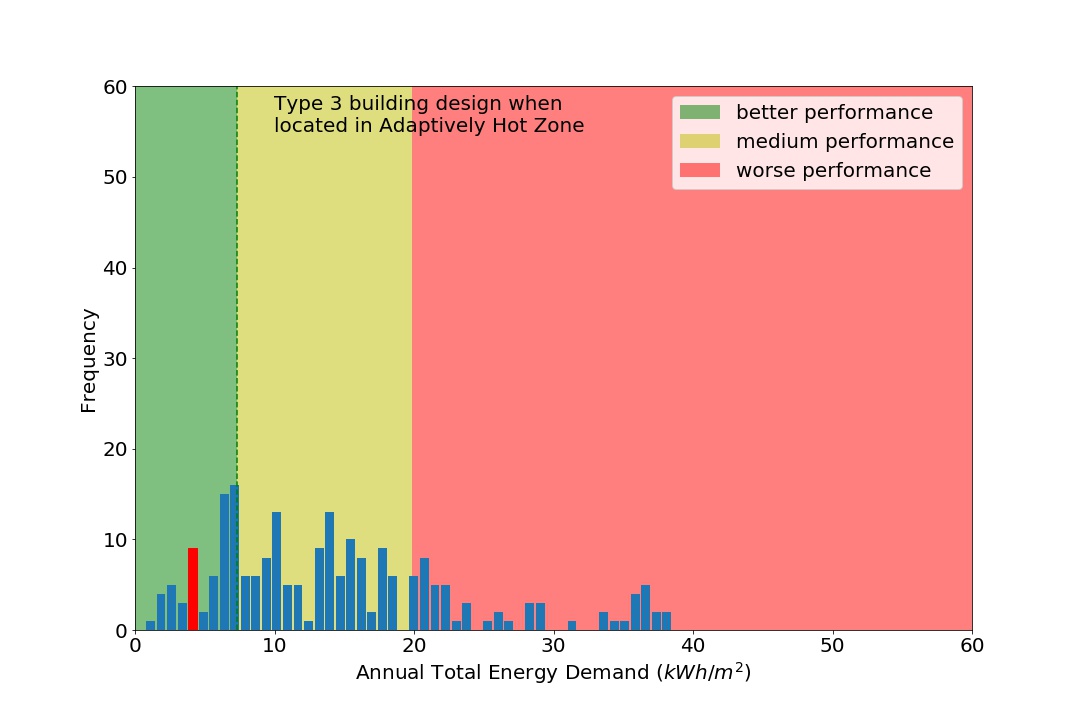 Type 3 building design when
located in Adaptively Hot Zone
better performance
medium performance
worse performance
60
50
40
30
20
10
0
Frequency
0 10 20 30 40 50 60
Annual Total Energy Demand (kWh/m²)